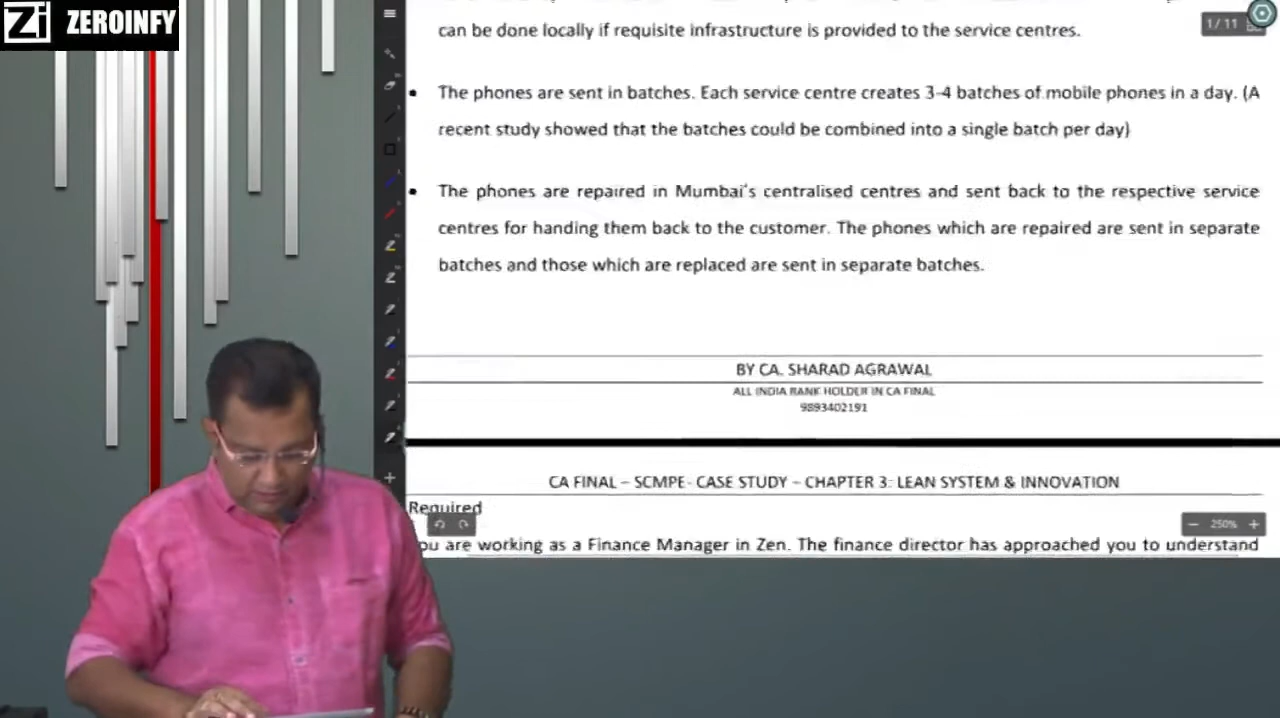 Zi ZEROINFY
1/11
can be done locally if requisite infrastructure is provided to the service centres.
• The phones are sent in batches. Each service centre creates 3-4 batches of mobile phones in a day. (A
recent study showed that the batches could be combined into a single batch per day)
• The phones are repaired in Mumbai's centralised centres and sent back to the respective service
centres for handing them back to the customer. The phones which are repaired are sent in separate
batches and those which are replaced are sent in separate batches.
BY CA. SHARAD AGRAWAL
ALL INDIA RANK HOLDER IN CA FINAL
9893402191
CA FINAL – SCMPE- CASE STUDY – CHAPTER 3: LEAN SYSTEM & INNOVATION
Required
250%
ou are working as a Finance Manager in Zen. The finance director has approached you to understand